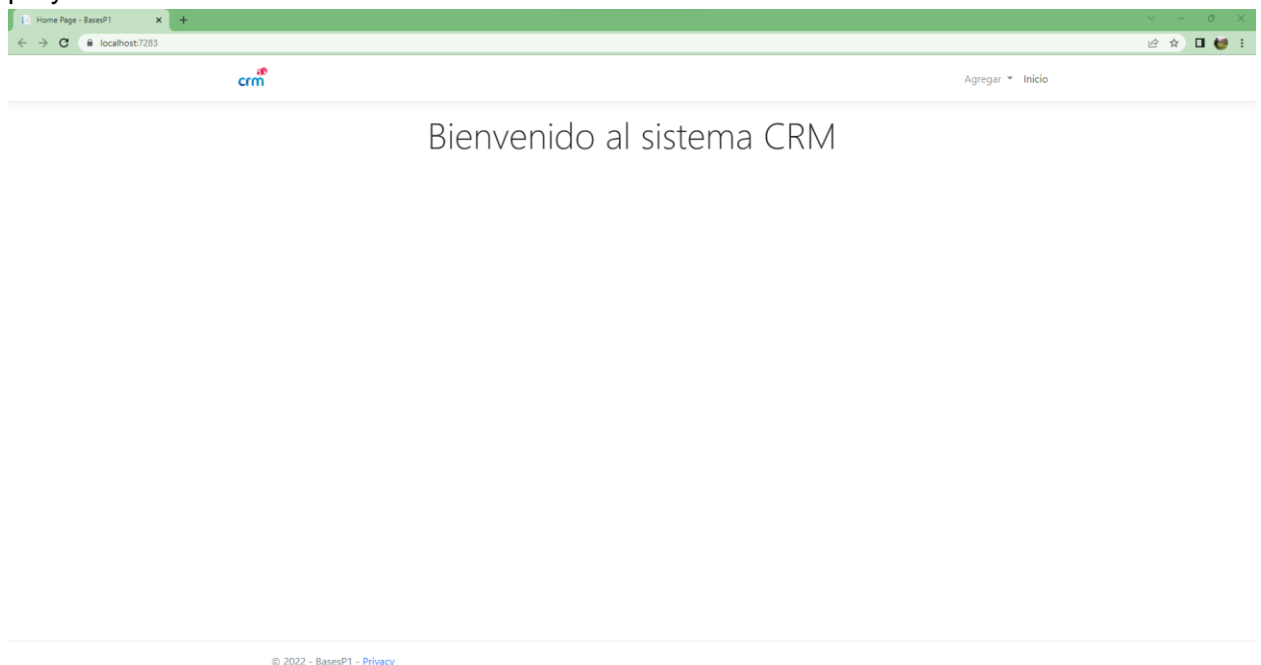 Home Page - BasesP1
localhost:7283
crm
Agregar Inicio
Bienvenido al sistema CRM
© 2022 - BasesP1 - Privacy